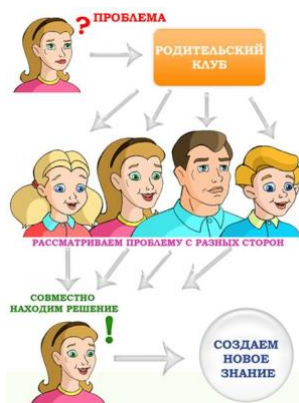 ?
ПРОБЛЕМА
РОДИТЕЛЬСКИЙ
КЛУБ
РАССМАТРИВАЕМ ПРОБЛЕМУ С РАЗНЫХ СТОРОН
СОВМЕСТНО
НАХОДИМ РЕШЕНИЕ
!
СОЗДАЕМ
НОВОЕ
ЗНАНИЕ